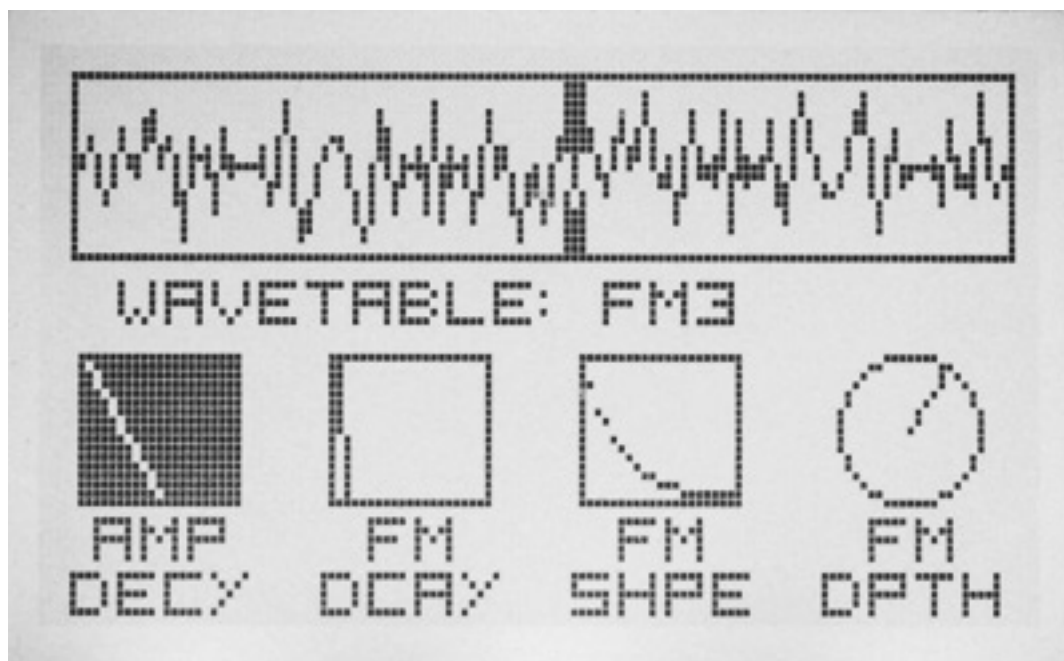 WAVETABLE: FM3
AMP DECY
FM DCAY
FM SHPE
FM DPTH